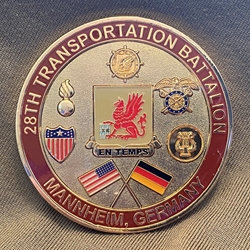 28TH TRANSPORTATION BATTALION
EN TEMPS
MANNHEIM, GERMANY